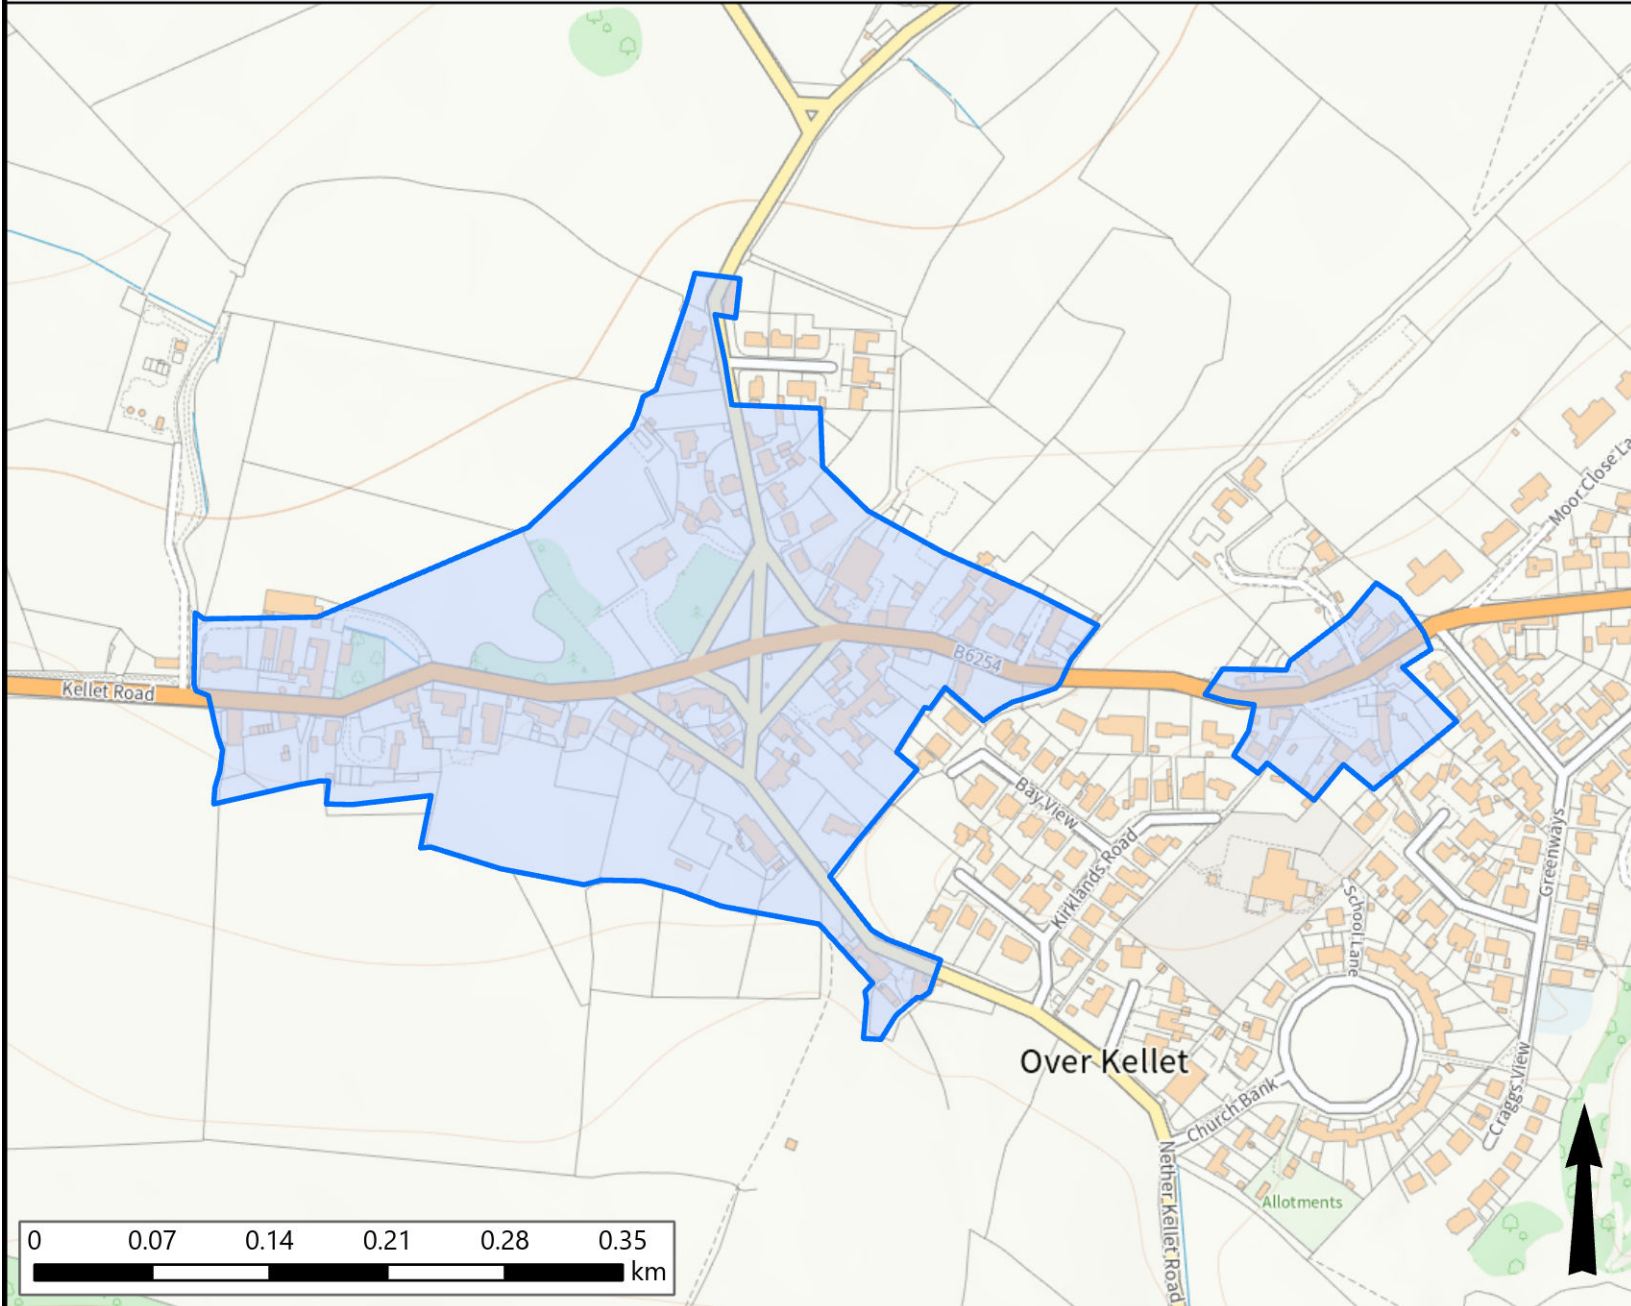 Moor Close La
B6254
Kellet Road
Bay View
Kirklands Road
Greenways
School Lane
Over Kellet
Church Bank
Craggs View
Nether Kellet Road
Allotments
0 0.07 0.14 0.21 0.28 0.35
km